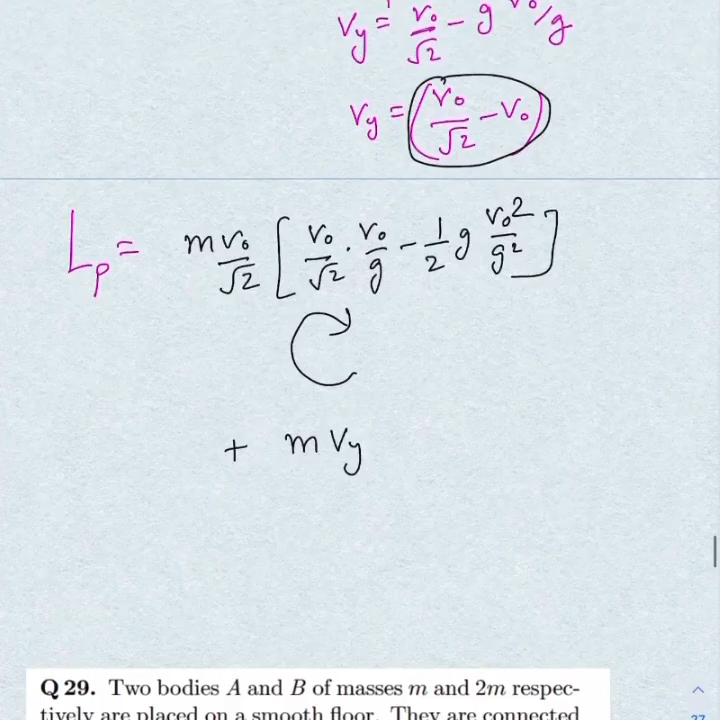 Vy = V₀/√2 − g V₀/g
Vy = (V₀/√2 − V₀)
Lp = mV₀/√2 [V₀/√2 · V₀/g − 1/2 g V₀²/g²]
+ mVy
Q 29. Two bodies A and B of masses m and 2m respec-
tively are placed on a smooth floor. They are connected